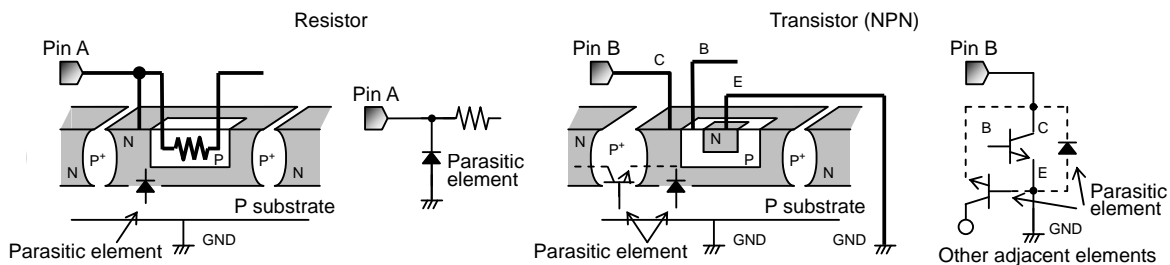 Resistor
Pin A
N
N
P+
P
P+
N
Parasitic element
GND
P substrate
Pin A
Parasitic
element
Transistor (NPN)
Pin B
C
B
E
N
N
P+
N
P
P+
N
P substrate
Parasitic element
GND
GND
Pin B
B
C
E
Parasitic
element
GND
Other adjacent elements